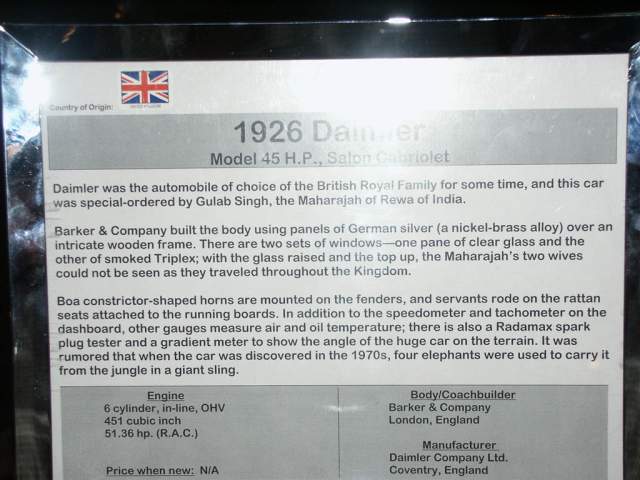 Country of Origin:
UNITED KINGDOM
1926 Daimler
Model 45 H.P., Salon Cabriolet
Daimler was the automobile of choice of the British Royal Family for some time, and this car
was special-ordered by Gulab Singh, the Maharajah of Rewa of India.
Barker & Company built the body using panels of German silver (a nickel-brass alloy) over an
intricate wooden frame. There are two sets of windows—one pane of clear glass and the
other of smoked Triplex; with the glass raised and the top up, the Maharajah's two wives
could not be seen as they traveled throughout the Kingdom.
Boa constrictor-shaped horns are mounted on the fenders, and servants rode on the rattan
seats attached to the running boards. In addition to the speedometer and tachometer on the
dashboard, other gauges measure air and oil temperature; there is also a Radamax spark
plug tester and a gradient meter to show the angle of the huge car on the terrain. It was
rumored that when the car was discovered in the 1970s, four elephants were used to carry it
from the jungle in a giant sling.
Engine
6 cylinder, in-line, OHV
451 cubic inch
51.36 hp. (R.A.C.)
Price when new: N/A
Body/Coachbuilder
Barker & Company
London, England
Manufacturer
Daimler Company Ltd.
Coventry, England